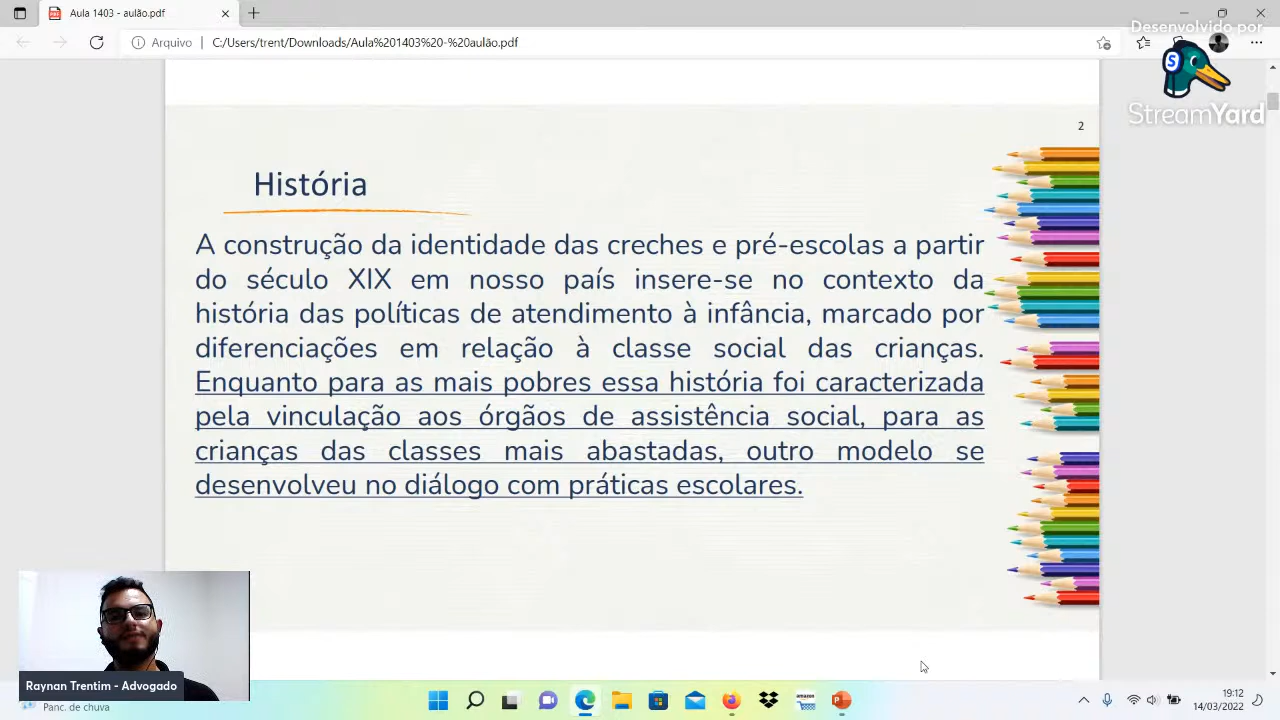 Aula 1403 - aulão.pdf
Arquivo
C:/Users/trent/Downloads/Aula%201403%20-%20aulão.pdf
Desenvolvido por
StreamYard
2
História
A construção da identidade das creches e pré-escolas a partir
do século XIX em nosso país insere-se no contexto da
história das políticas de atendimento à infância, marcado por
diferenciações em relação à classe social das crianças.
Enquanto para as mais pobres essa história foi caracterizada
pela vinculação aos órgãos de assistência social, para as
crianças das classes mais abastadas, outro modelo se
desenvolveu no diálogo com práticas escolares.
Raynan Trentim - Advogado
Panc. de chuva
amazon
19:12
14/03/2022